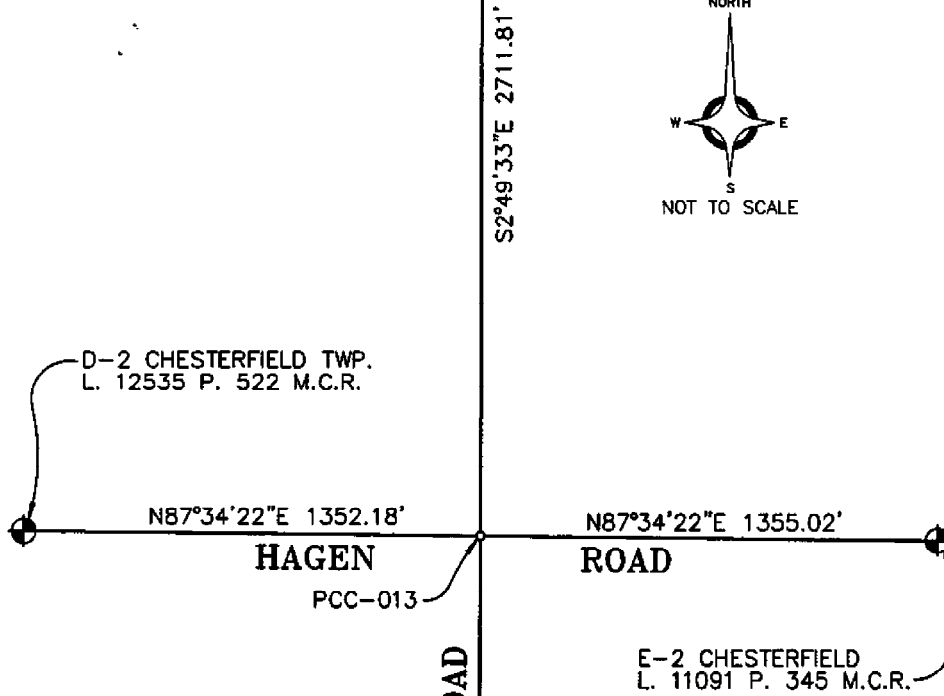 NORTH
W E
S
NOT TO SCALE
S2°49'33"E 2711.81'
D-2 CHESTERFIELD TWP.
L. 12535 P. 522 M.C.R.
N87°34'22"E 1352.18'
N87°34'22"E 1355.02'
HAGEN ROAD
PCC-013
E-2 CHESTERFIELD
L. 11091 P. 345 M.C.R.